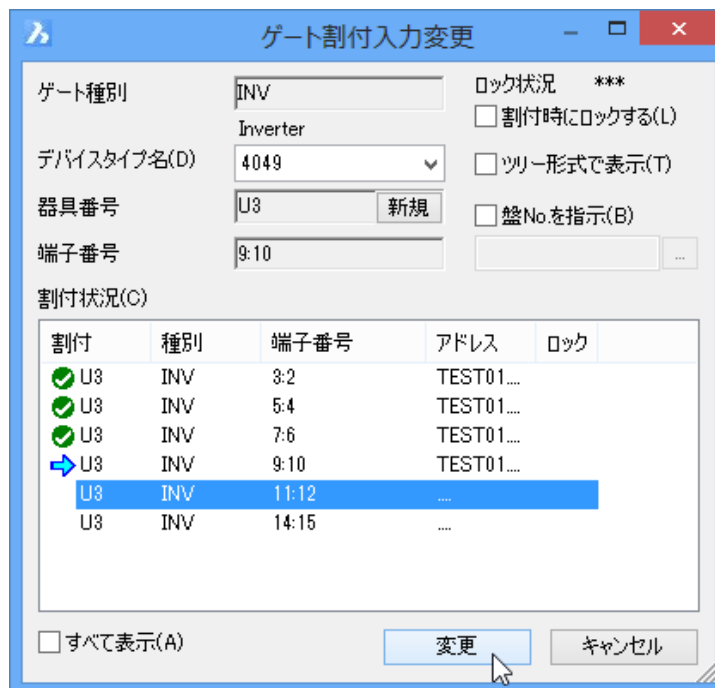 ゲート割付入力変更
ゲート種別 INV
Inverter
ロック状況 ***
割付時にロックする(L)
デバイスタイプ名(D) 4049
ツリー形式で表示(T)
器具番号 U3 新規
盤No.を指示(B)
端子番号 9:10 ...
割付状況(C)
割付 種別 端子番号 アドレス ロック
U3 INV 3:2 TEST01....
U3 INV 5:4 TEST01....
U3 INV 7:6 TEST01....
U3 INV 9:10 TEST01....
U3 INV 11:12 ....
U3 INV 14:15 ....
すべて表示(A) 変更 キャンセル